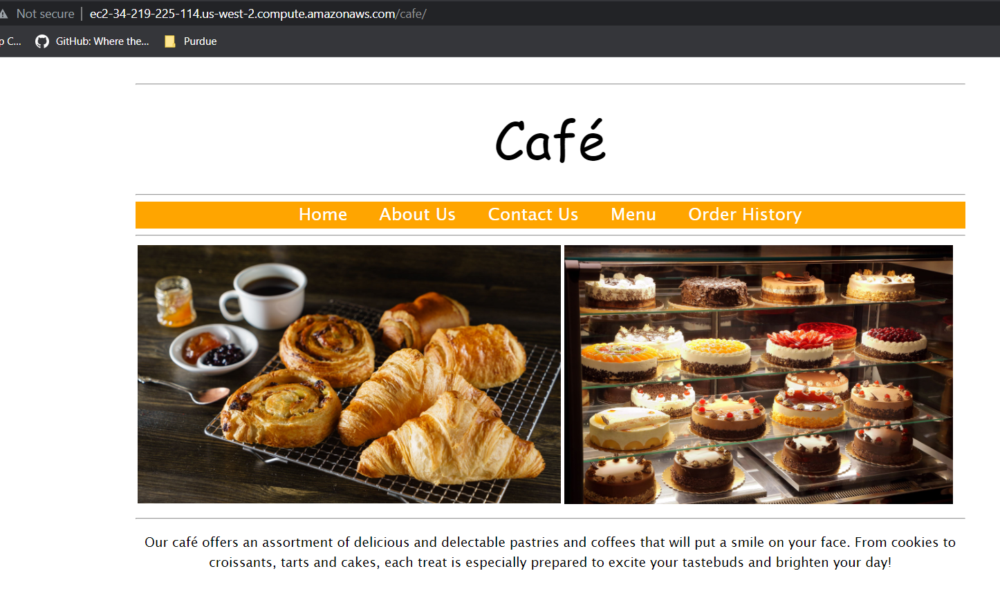 Not secure | ec2-34-219-225-114.us-west-2.compute.amazonaws.com/cafe/
p C... GitHub: Where the... Purdue
Café
Home About Us Contact Us Menu Order History
Our café offers an assortment of delicious and delectable pastries and coffees that will put a smile on your face. From cookies to
croissants, tarts and cakes, each treat is especially prepared to excite your tastebuds and brighten your day!